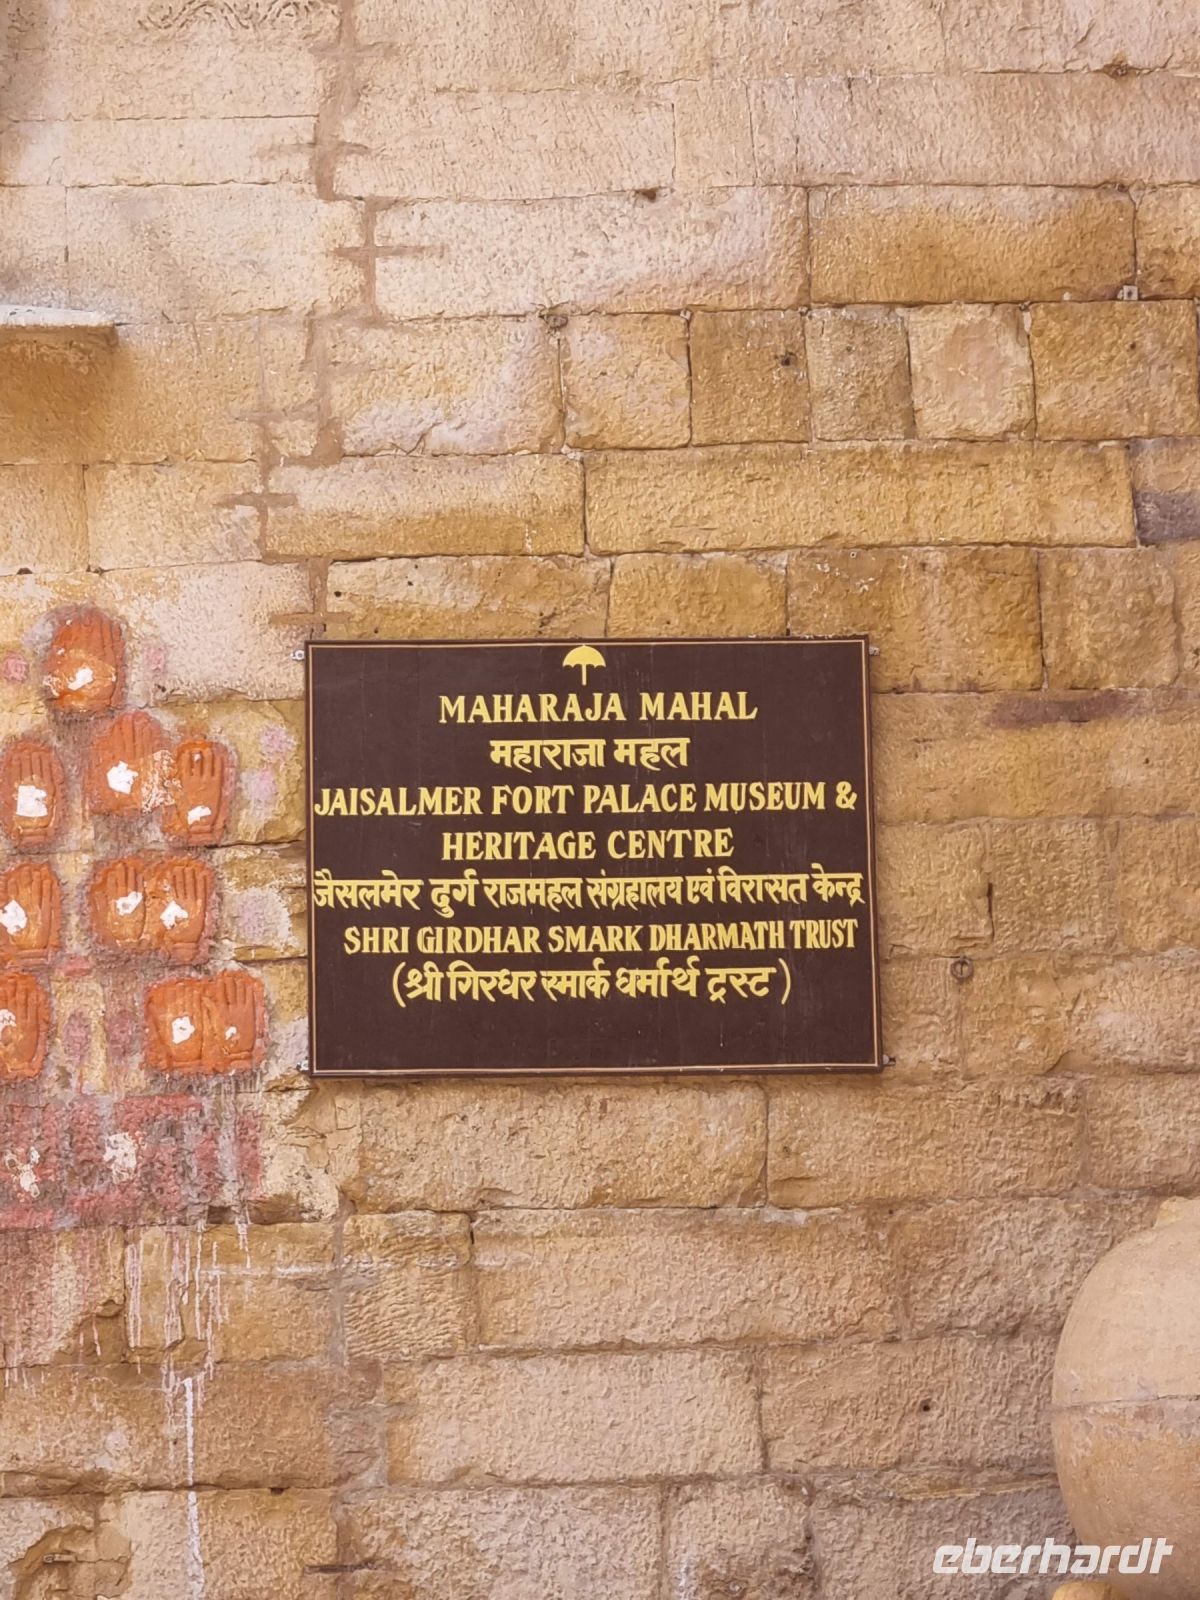 MAHARAJA MAHAL
महाराजा महल
JAISALMER FORT PALACE MUSEUM &
HERITAGE CENTRE
जैसलमेर दुर्ग राजमहल संग्रहालय एवं विरासत केन्द्र
SHRI GIRDHAR SMARK DHARMATH TRUST
(श्री गिरधर स्मार्क धर्मार्थ ट्रस्ट)
eberhardt